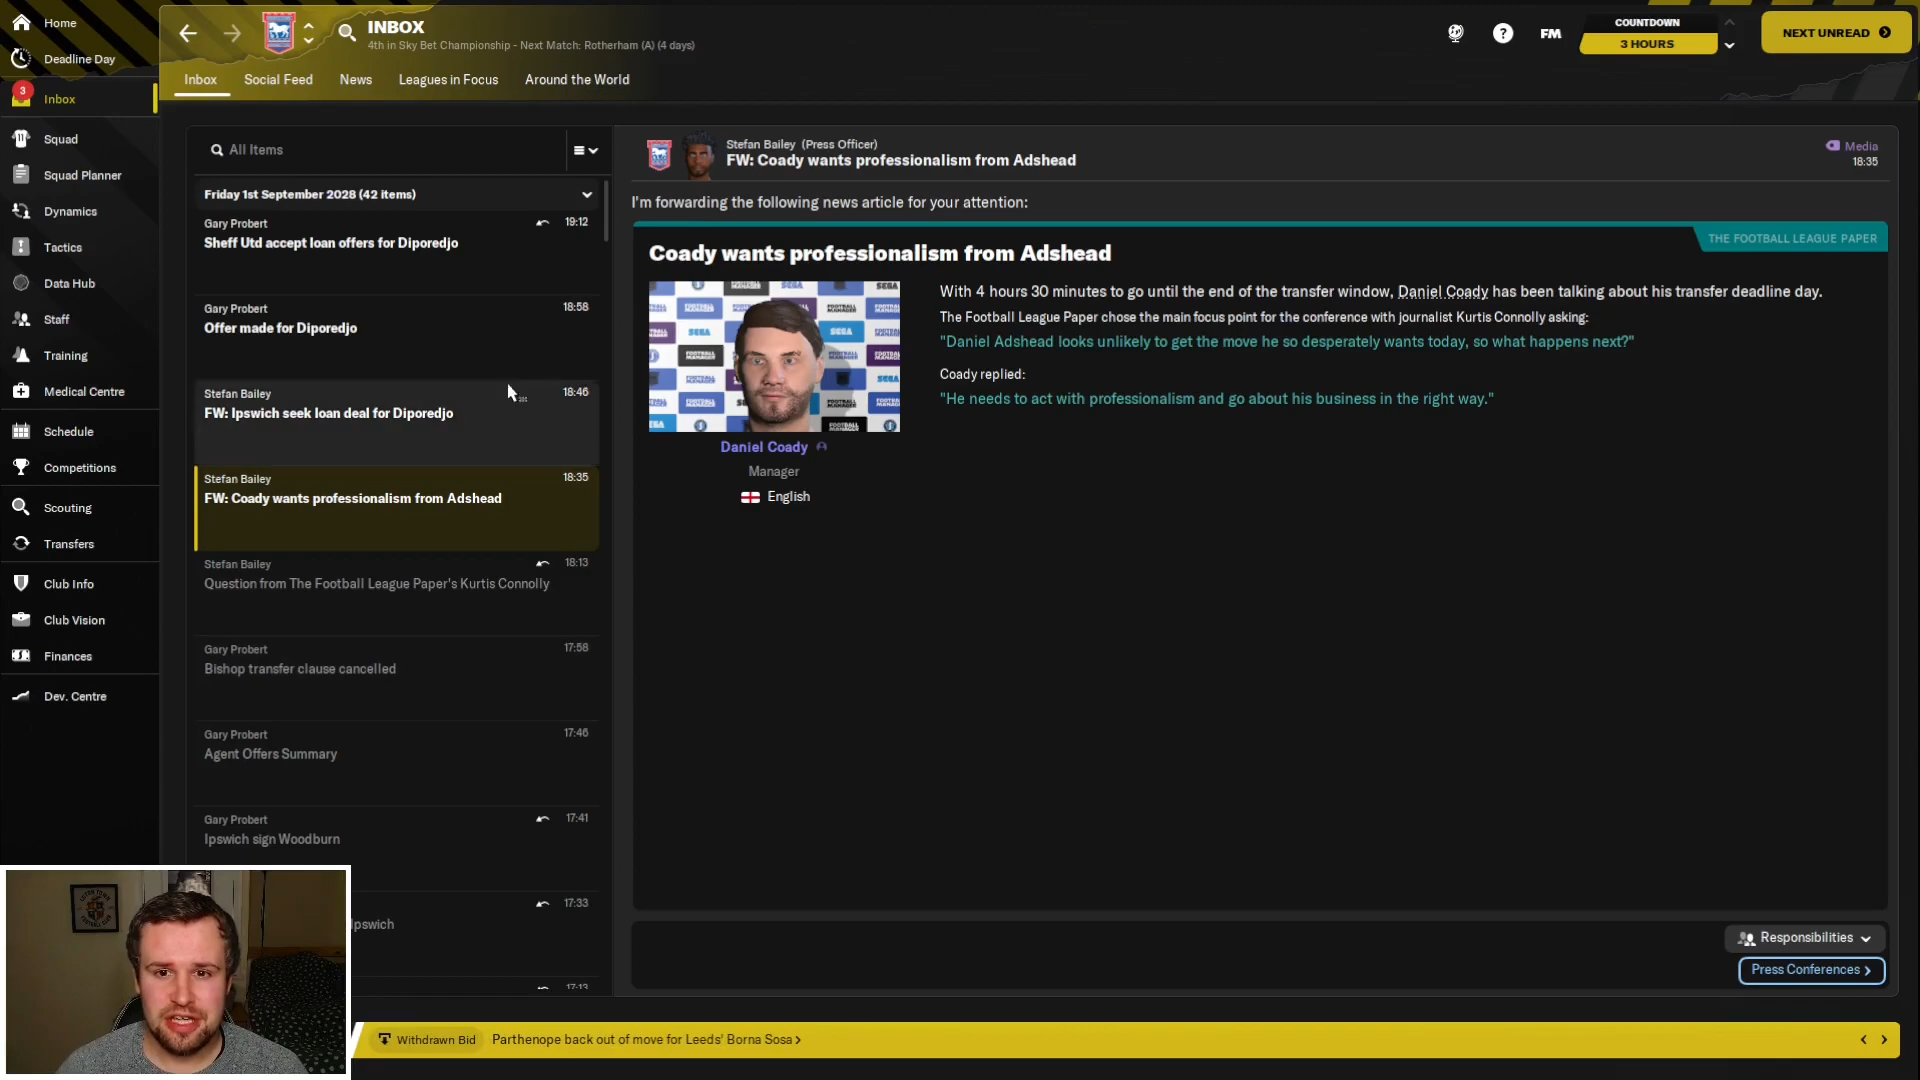 Home
Deadline Day
3
Inbox
Squad
Squad Planner
Dynamics
Tactics
Data Hub
Staff
Training
Medical Centre
Schedule
Competitions
Scouting
Transfers
Club Info
Club Vision
Finances
Dev. Centre
INBOX
4th in Sky Bet Championship - Next Match: Rotherham (A) (4 days)
FM
COUNTDOWN
3 HOURS
NEXT UNREAD
Inbox
Social Feed
News
Leagues in Focus
Around the World
All Items
Friday 1st September 2028 (42 items)
Gary Probert
19:12
Sheff Utd accept loan offers for Diporedjo
Gary Probert
18:58
Offer made for Diporedjo
Stefan Bailey
18:46
FW: Ipswich seek loan deal for Diporedjo
Stefan Bailey
18:35
FW: Coady wants professionalism from Adshead
Stefan Bailey
18:13
Question from The Football League Paper's Kurtis Connolly
Gary Probert
17:58
Bishop transfer clause cancelled
Gary Probert
17:46
Agent Offers Summary
Gary Probert
17:41
Ipswich sign Woodburn
17:33
Ipswich
17:13
Stefan Bailey (Press Officer)
FW: Coady wants professionalism from Adshead
Media
18:35
I'm forwarding the following news article for your attention:
THE FOOTBALL LEAGUE PAPER
Coady wants professionalism from Adshead
With 4 hours 30 minutes to go until the end of the transfer window, Daniel Coady has been talking about his transfer deadline day.
The Football League Paper chose the main focus point for the conference with journalist Kurtis Connolly asking:
"Daniel Adshead looks unlikely to get the move he so desperately wants today, so what happens next?"
Coady replied:
"He needs to act with professionalism and go about his business in the right way."
SEGA
FOOTBALL MANAGER
Daniel Coady
Manager
English
Responsibilities
Press Conferences
Withdrawn Bid
Parthenope back out of move for Leeds' Borna Sosa